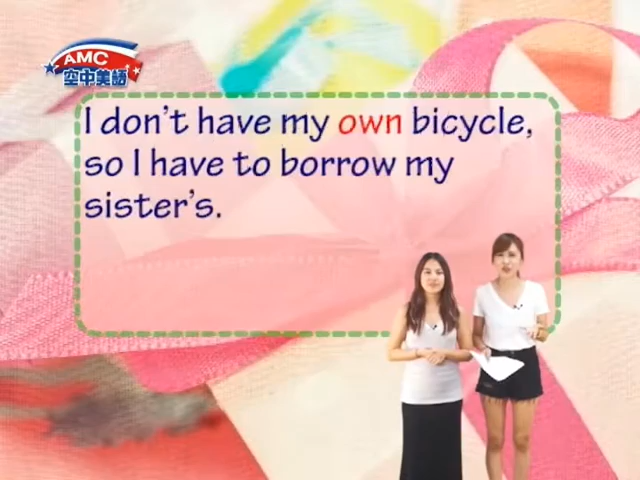 AMC
空中美語
I don't have my own bicycle,
so I have to borrow my
sister's.